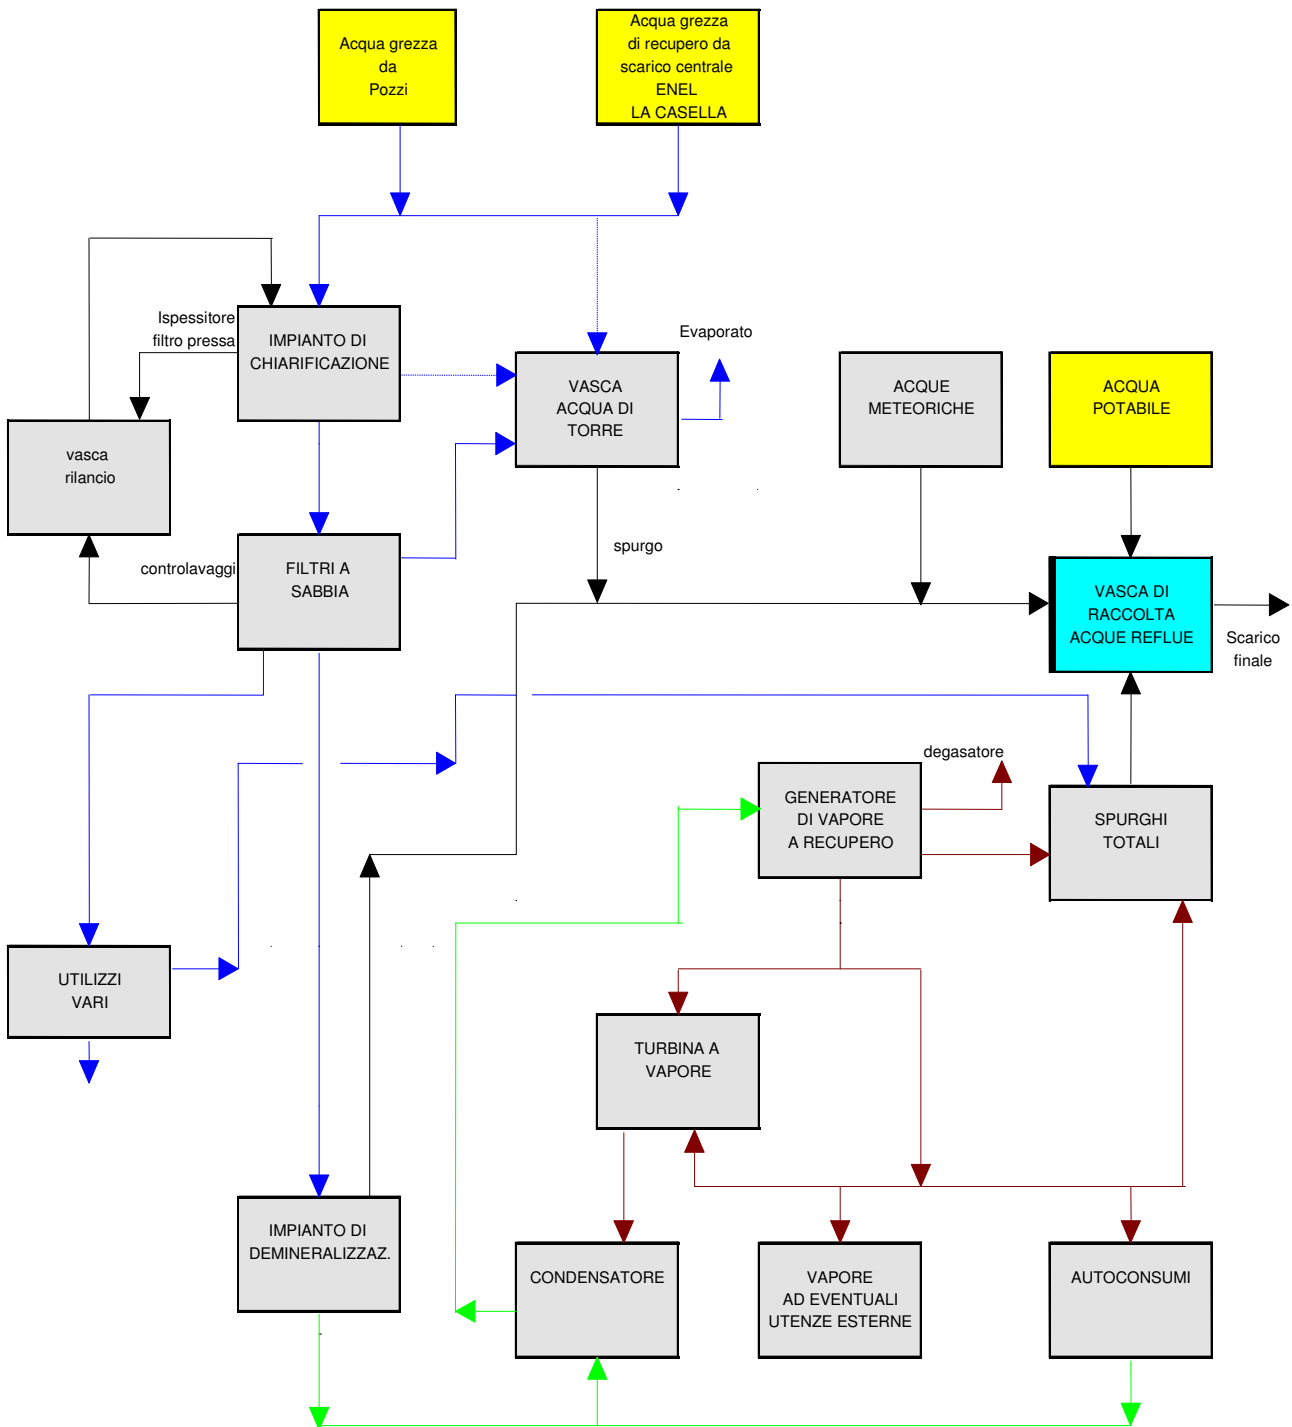 Acqua grezza
da
Pozzi
Acqua grezza
di recupero da
scarico centrale
ENEL
LA CASELLA
Ispessitore
filtro pressa
IMPIANTO DI
CHIARIFICAZIONE
Evaporato
VASCA
ACQUA DI
TORRE
ACQUE
METEORICHE
ACQUA
POTABILE
vasca
rilancio
spurgo
controlavaggi
FILTRI A
SABBIA
VASCA DI
RACCOLTA
ACQUE REFLUE
Scarico
finale
degasatore
GENERATORE
DI VAPORE
A RECUPERO
SPURGHI
TOTALI
UTILIZZI
VARI
TURBINA A
VAPORE
IMPIANTO DI
DEMINERALIZZAZ.
CONDENSATORE
VAPORE
AD EVENTUALI
UTENZE ESTERNE
AUTOCONSUMI